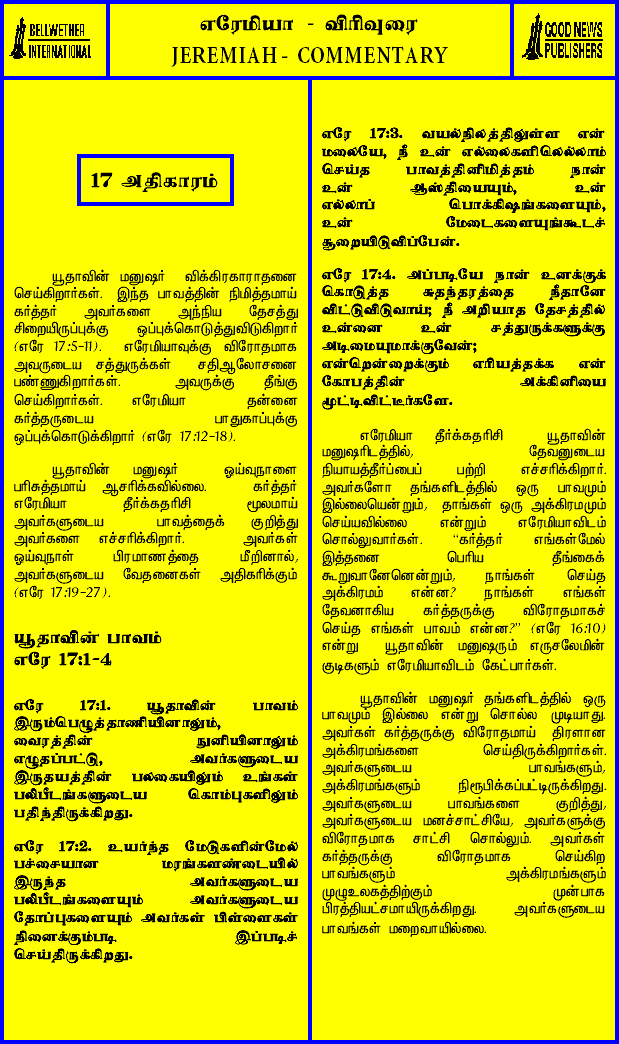 BELLWETHER
INTERNATIONAL
எரேமியா - விரிவுரை
JEREMIAH - COMMENTARY
GOOD NEWS
PUBLISHERS
17 அதிகாரம்
யூதாவின் மனுஷர் விக்கிரகாராதனை
செய்கிறார்கள். இந்த பாவத்தின் நிமித்தமாய்
கர்த்தர் அவர்களை அந்நிய தேசத்து
சிறையிருப்புக்கு ஒப்புக்கொடுத்துவிடுகிறார்
(எரே 17:5-11). எரேமியாவுக்கு விரோதமாக
அவருடைய சத்துருக்கள் சதிஆலோசனை
பண்ணுகிறார்கள். அவருக்கு தீங்கு
செய்கிறார்கள். எரேமியா தன்னை
கர்த்தருடைய பாதுகாப்புக்கு
ஒப்புக்கொடுக்கிறார் (எரே 17:12-18).
யூதாவின் மனுஷர் ஓய்வுநாளை
பரிசுத்தமாய் ஆசரிக்கவில்லை. கர்த்தர்
எரேமியா தீர்க்கதரிசி மூலமாய்
அவர்களுடைய பாவத்தைக் குறித்து
அவர்களை எச்சரிக்கிறார். அவர்கள்
ஓய்வுநாள் பிரமாணத்தை மீறினால்,
அவர்களுடைய வேதனைகள் அதிகரிக்கும்
(எரே 17:19-27).
யூதாவின் பாவம்
எரே 17:1-4
எரே 17:1. யூதாவின் பாவம்
இரும்பெழுத்தாணியினாலும்,
வைரத்தின் நுனியினாலும்
எழுதப்பட்டு, அவர்களுடைய
இருதயத்தின் பலகையிலும் உங்கள்
பலிபீடங்களுடைய கொம்புகளிலும்
பதிந்திருக்கிறது.
எரே 17:2. உயர்ந்த மேடுகளின்மேல்
பச்சையான மரங்களண்டையில்
இருந்த அவர்களுடைய
பலிபீடங்களையும் அவர்களுடைய
தோப்புகளையும் அவர்கள் பிள்ளைகள்
நினைக்கும்படி இப்படிச்
செய்திருக்கிறது.
எரே 17:3. வயல்நிலத்திலுள்ள என்
மலையே, நீ உன் எல்லைகளிலெல்லாம்
செய்த பாவத்தினிமித்தம் நான்
உன் ஆஸ்தியையும், உன்
எல்லாப் பொக்கிஷங்களையும்,
உன் மேடைகளையுங்கூடச்
சூறையிடுவிப்பேன்.
எரே 17:4. அப்படியே நான் உனக்குக்
கொடுத்த சுதந்தரத்தை நீதானே
விட்டுவிடுவாய்; நீ அறியாத தேசத்தில்
உன்னை உன் சத்துருக்களுக்கு
அடிமையுமாக்குவேன்;
என்றென்றைக்கும் எரியத்தக்க என்
கோபத்தின் அக்கினியை
மூட்டிவிட்டீர்களே.
எரேமியா தீர்க்கதரிசி யூதாவின்
மனுஷரிடத்தில், தேவனுடைய
நியாயத்தீர்ப்பைப் பற்றி எச்சரிக்கிறார்.
அவர்களோ தங்களிடத்தில் ஒரு பாவமும்
இல்லையென்றும், தாங்கள் ஒரு அக்கிரமமும்
செய்யவில்லை என்றும் எரேமியாவிடம்
சொல்லுவார்கள். "கர்த்தர் எங்கள்மேல்
இத்தனை பெரிய தீங்கைக்
கூறுவானேனென்றும், நாங்கள் செய்த
அக்கிரமம் என்ன? நாங்கள் எங்கள்
தேவனாகிய கர்த்தருக்கு விரோதமாகச்
செய்த எங்கள் பாவம் என்ன?" (எரே 16:10)
என்று யூதாவின் மனுஷரும் எருசலேமின்
குடிகளும் எரேமியாவிடம் கேட்பார்கள்.
யூதாவின் மனுஷர் தங்களிடத்தில் ஒரு
பாவமும் இல்லை என்று சொல்ல முடியாது.
அவர்கள் கர்த்தருக்கு விரோதமாய் திரளான
அக்கிரமங்களை செய்திருக்கிறார்கள்.
அவர்களுடைய பாவங்களும்,
அக்கிரமங்களும் நிரூபிக்கப்பட்டிருக்கிறது.
அவர்களுடைய பாவங்களை குறித்து,
அவர்களுடைய மனச்சாட்சியே, அவர்களுக்கு
விரோதமாக சாட்சி சொல்லும். அவர்கள்
கர்த்தருக்கு விரோதமாக செய்கிற
பாவங்களும் அக்கிரமங்களும்
முழுஉலகத்திற்கும் முன்பாக
பிரத்தியட்சமாயிருக்கிறது. அவர்களுடைய
பாவங்கள் மறைவாயில்லை.